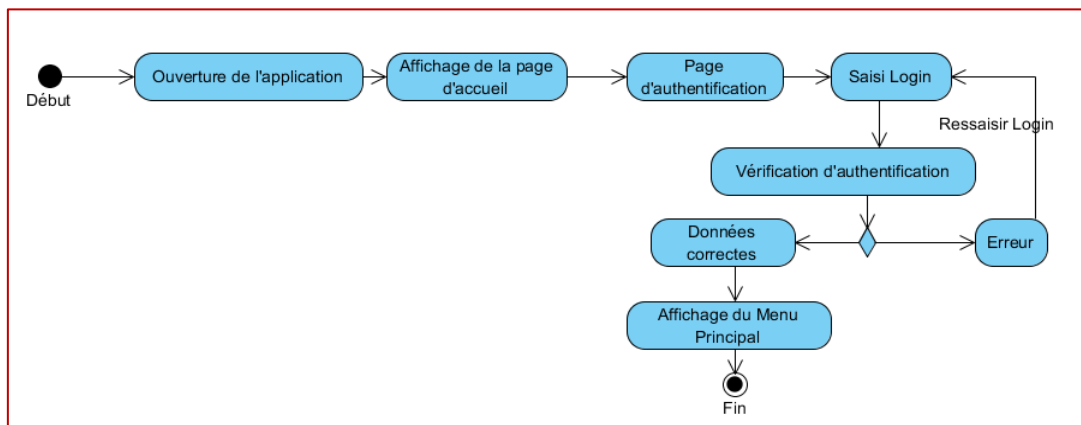 Début
Ouverture de l'application
Affichage de la page
d'accueil
Page
d'authentification
Saisi Login
Ressaisir Login
Vérification d'authentification
Données
correctes
Erreur
Affichage du Menu
Principal
Fin